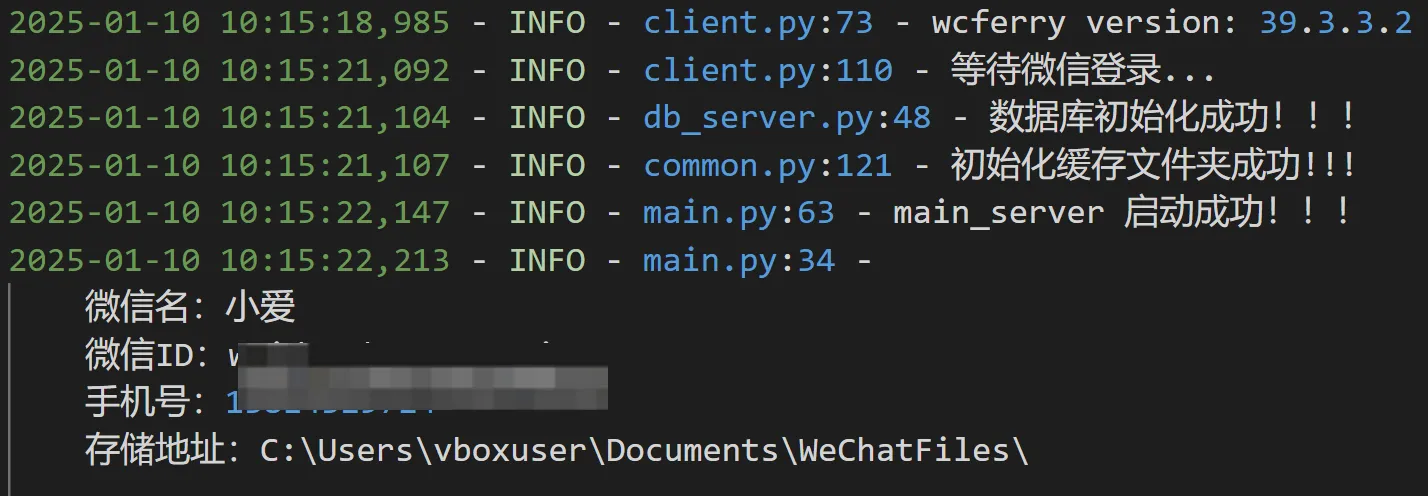 2025-01-10 10:15:18,985 - INFO - client.py:73 - wcferry version: 39.3.3.2
2025-01-10 10:15:21,092 - INFO - client.py:110 - 等待微信登录...
2025-01-10 10:15:21,104 - INFO - db_server.py:48 - 数据库初始化成功！！！
2025-01-10 10:15:21,107 - INFO - common.py:121 - 初始化缓存文件夹成功!!!
2025-01-10 10:15:22,147 - INFO - main.py:63 - main_server 启动成功！！！
2025-01-10 10:15:22,213 - INFO - main.py:34 -
微信名：小爱
微信ID：
手机号：
存储地址：C:\Users\vboxuser\Documents\WeChatFiles\